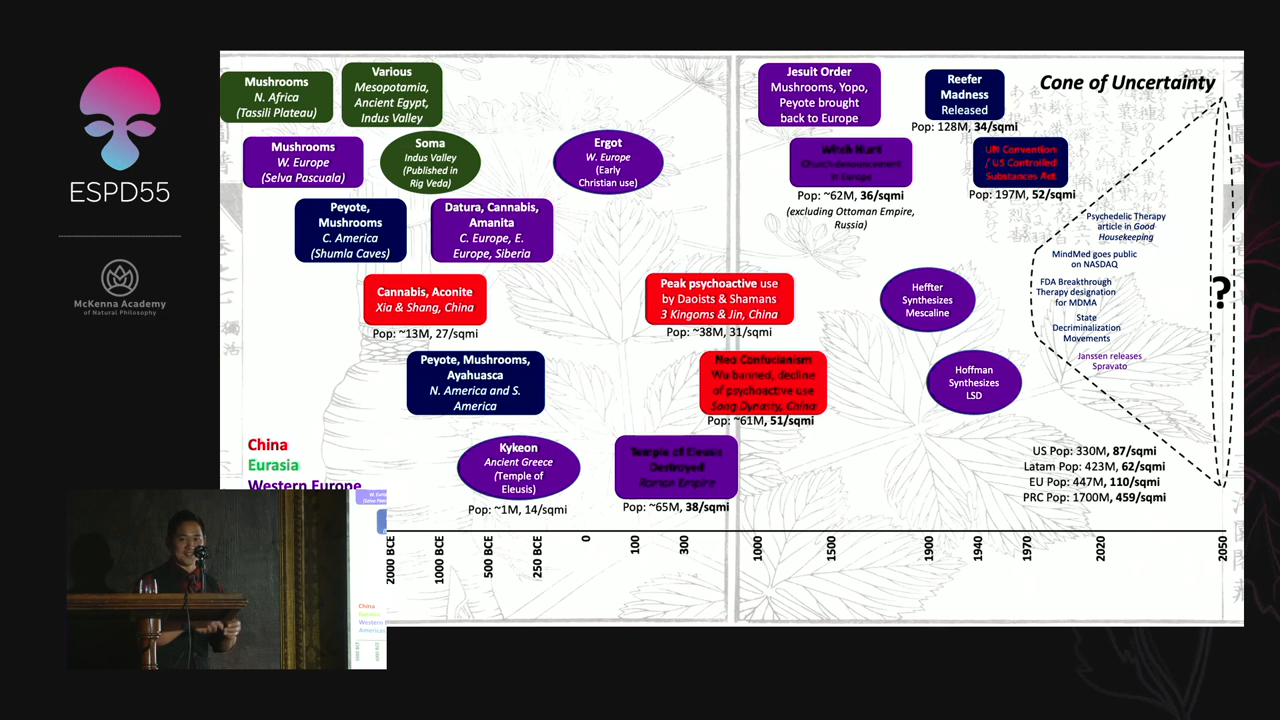 ESPD55
McKenna Academy
of Natural Philosophy
Mushrooms
N. Africa
(Tassili Plateau)
Various
Mesopotamia,
Ancient Egypt,
Indus Valley
Jesuit Order
Mushrooms, Yopo,
Peyote brought
back to Europe
Reefer
Madness
Released
Pop: 128M, 34/sqmi
Cone of Uncertainty
Mushrooms
W. Europe
(Selva Pascuala)
Soma
Indus Valley
(Published in
Rig Veda)
Ergot
W. Europe
(Early
Christian use)
Witch Hunt
Church denouncement
in Europe
Pop: ~62M, 36/sqmi
(excluding Ottoman Empire,
Russia)
UN Convention
/ US Controlled
Substances Act
Pop: 197M, 52/sqmi
Peyote,
Mushrooms
C. America
(Shumla Caves)
Datura, Cannabis,
Amanita
C. Europe, E.
Europe, Siberia
Psychedelic Therapy
article in Good
Housekeeping
MindMed goes public
on NASDAQ
FDA Breakthrough
Therapy designation
for MDMA
State
Decriminalization
Movements
Janssen releases
Spravato
?
Cannabis, Aconite
Xia & Shang, China
Pop: ~13M, 27/sqmi
Peak psychoactive use
by Daoists & Shamans
3 Kingoms & Jin, China
Pop: ~38M, 31/sqmi
Heffter
Synthesizes
Mescaline
Peyote, Mushrooms,
Ayahuasca
N. America and S.
America
Neo Confucianism
Wu banned, decline
of psychoactive use
Song Dynasty, China
Pop: ~61M, 51/sqmi
Hoffman
Synthesizes
LSD
Kykeon
Ancient Greece
(Temple of
Eleusis)
Pop: ~1M, 14/sqmi
Temple of Eleusis
Destroyed
Roman Empire
Pop: ~65M, 38/sqmi
US Pop: 330M, 87/sqmi
Latam Pop: 423M, 62/sqmi
EU Pop: 447M, 110/sqmi
PRC Pop: 1700M, 459/sqmi
China
Eurasia
Western Europe
2000 BCE
1000 BCE
500 BCE
250 BCE
0
100
300
1000
1500
1900
1940
1970
2020
2050
China
Eurasia
Western
Americas